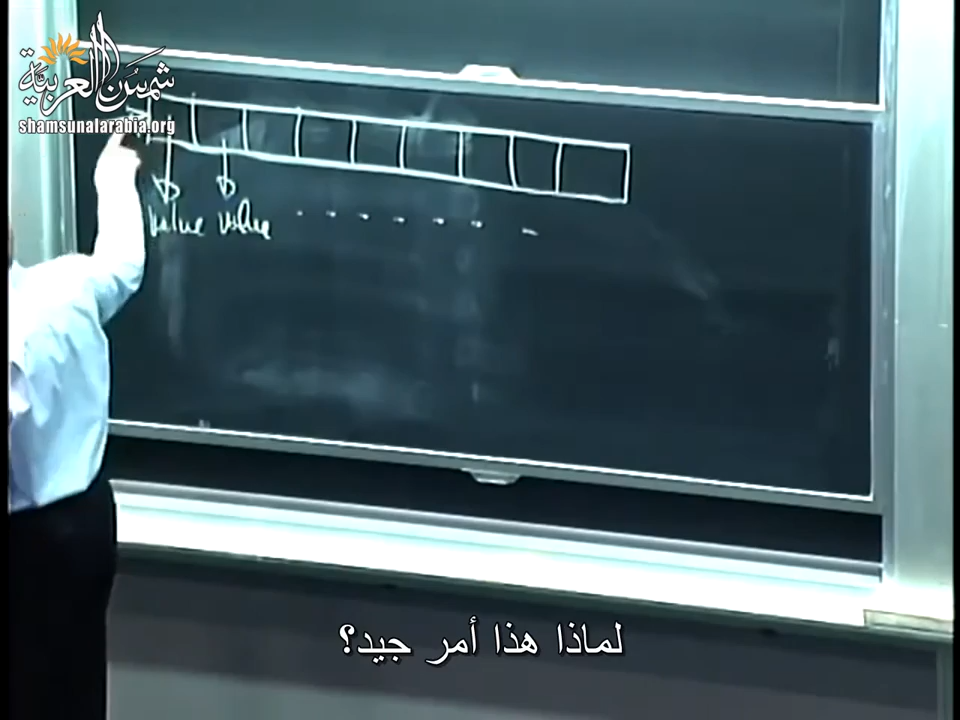 شمس العربية
shamsunalarabia.org
value value
لماذا هذا أمر جيد؟